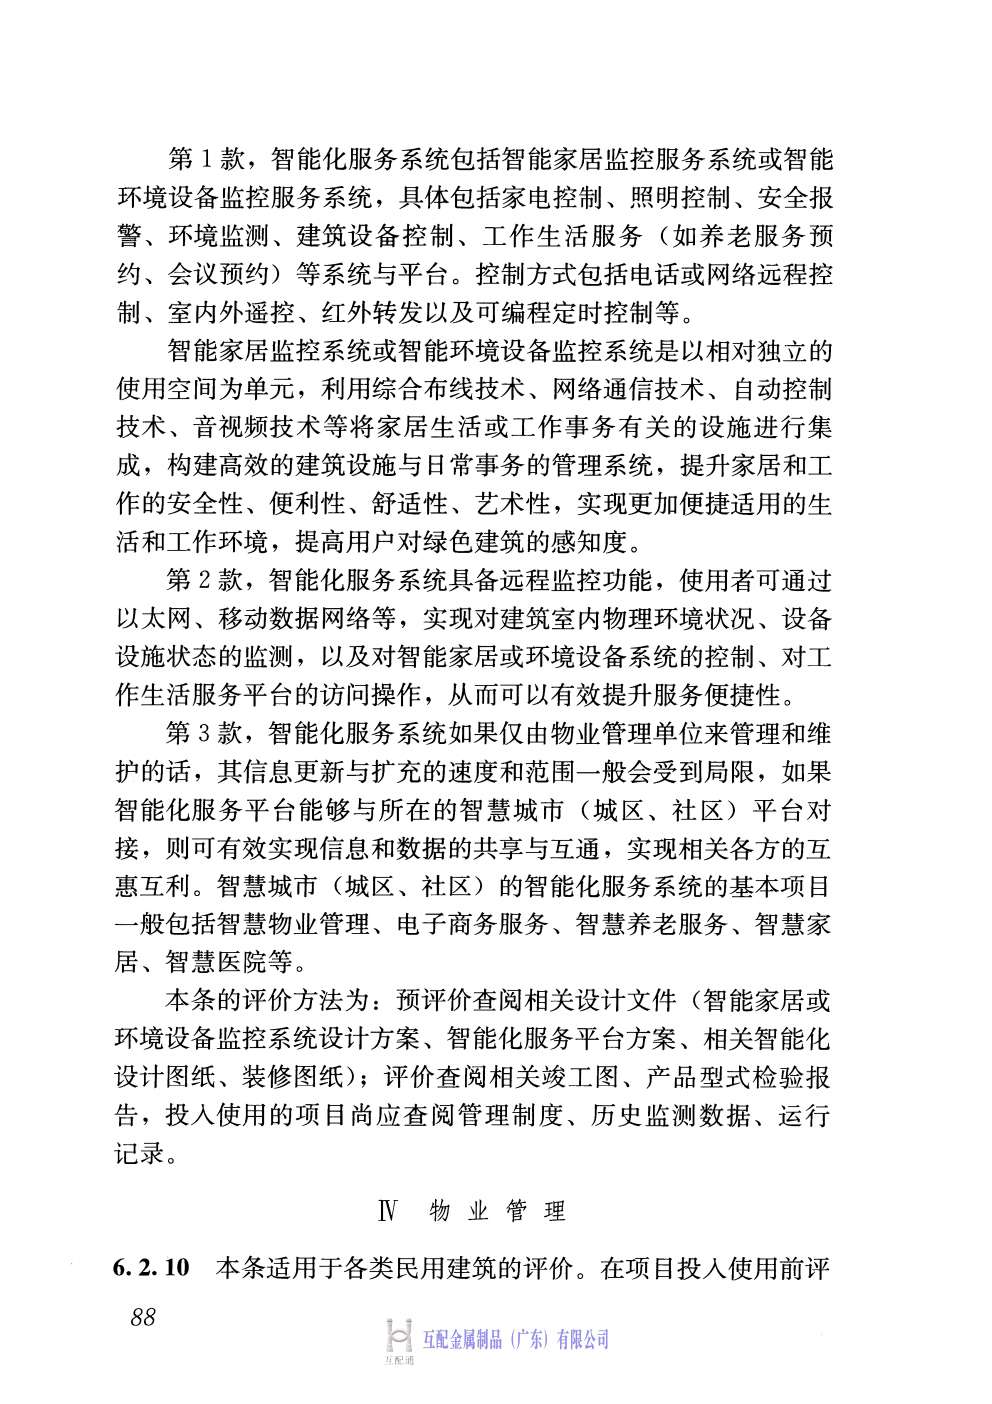 第 1 款，智能化服务系统包括智能家居监控服务系统或智能
环境设备监控服务系统，具体包括家电控制、照明控制、安全报
警、环境监测、建筑设备控制、工作生活服务（如养老服务预
约、会议预约）等系统与平台。控制方式包括电话或网络远程控
制、室内外遥控、红外转发以及可编程定时控制等。
智能家居监控系统或智能环境设备监控系统是以相对独立的
使用空间为单元，利用综合布线技术、网络通信技术、自动控制
技术、音视频技术等将家居生活或工作事务有关的设施进行集
成，构建高效的建筑设施与日常事务的管理系统，提升家居和工
作的安全性、便利性、舒适性、艺术性，实现更加便捷适用的生
活和工作环境，提高用户对绿色建筑的感知度。
第 2 款，智能化服务系统具备远程监控功能，使用者可通过
以太网、移动数据网络等，实现对建筑室内物理环境状况、设备
设施状态的监测，以及对智能家居或环境设备系统的控制、对工
作生活服务平台的访问操作，从而可以有效提升服务便捷性。
第 3 款，智能化服务系统如果仅由物业管理单位来管理和维
护的话，其信息更新与扩充的速度和范围一般会受到局限，如果
智能化服务平台能够与所在的智慧城市（城区、社区）平台对
接，则可有效实现信息和数据的共享与互通，实现相关各方的互
惠互利。智慧城市（城区、社区）的智能化服务系统的基本项目
一般包括智慧物业管理、电子商务服务、智慧养老服务、智慧家
居、智慧医院等。
本条的评价方法为：预评价查阅相关设计文件（智能家居或
环境设备监控系统设计方案、智能化服务平台方案、相关智能化
设计图纸、装修图纸）；评价查阅相关竣工图、产品型式检验报
告，投入使用的项目尚应查阅管理制度、历史监测数据、运行
记录。
Ⅳ 物业管理
6.2.10 本条适用于各类民用建筑的评价。在项目投入使用前评
88
互配通
互配金属制品（广东）有限公司